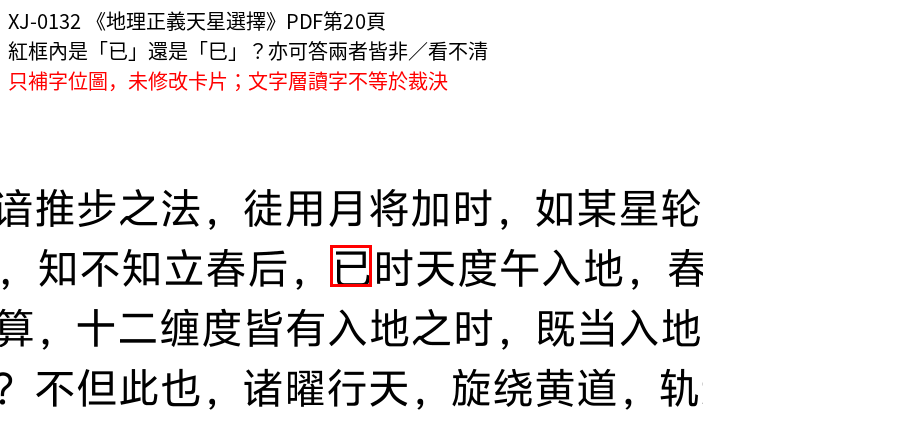 XJ-0132 《地理正義天星選擇》PDF第20頁
紅框內是「已」還是「巳」？亦可答兩者皆非／看不清
只補字位圖，未修改卡片；文字層讀字不等於裁決
谙推步之法，徒用月将加时，如某星轮
，知不知立春后，已时天度午入地，春
算，十二缠度皆有入地之时，既当入地
？不但此也，诸曜行天，旋绕黄道，轨